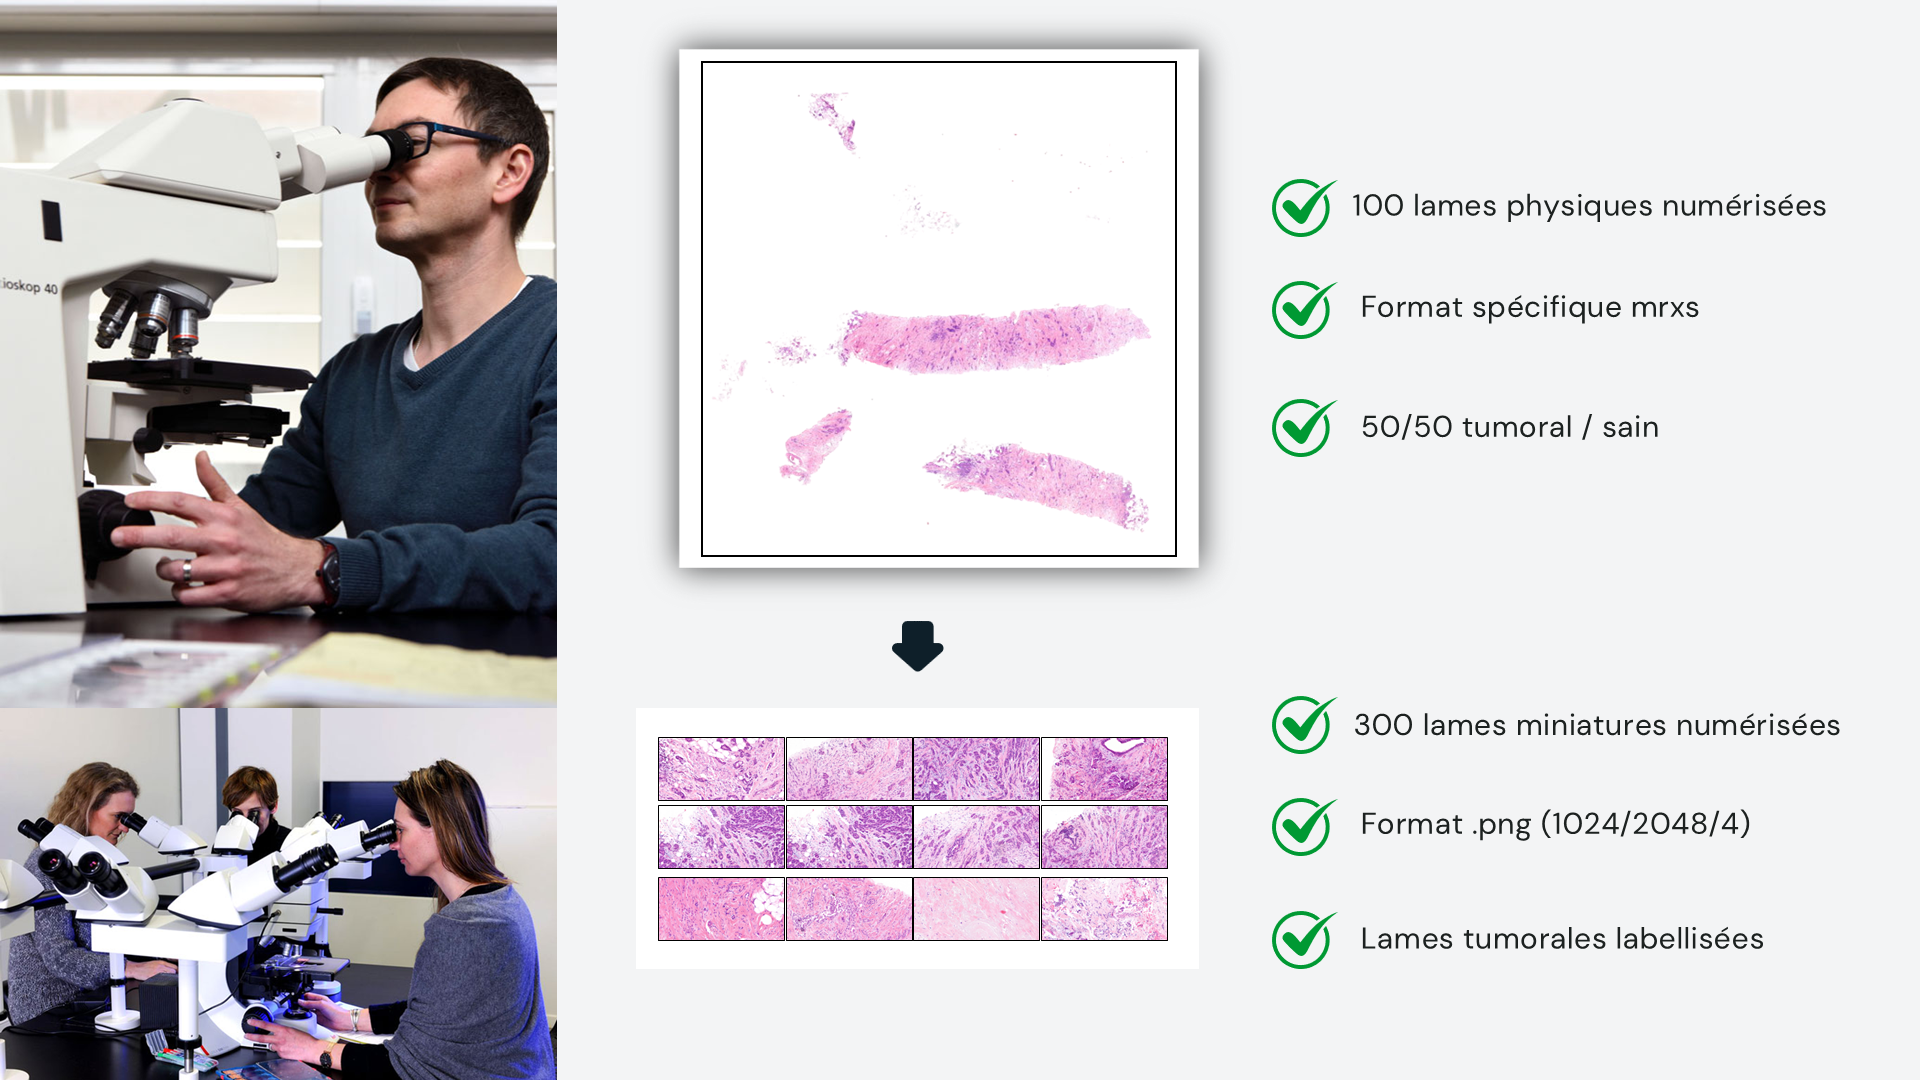 ioskop 40
100 lames physiques numérisées
Format spécifique mrxs
50/50 tumoral / sain
300 lames miniatures numérisées
Format .png (1024/2048/4)
Lames tumorales labellisées